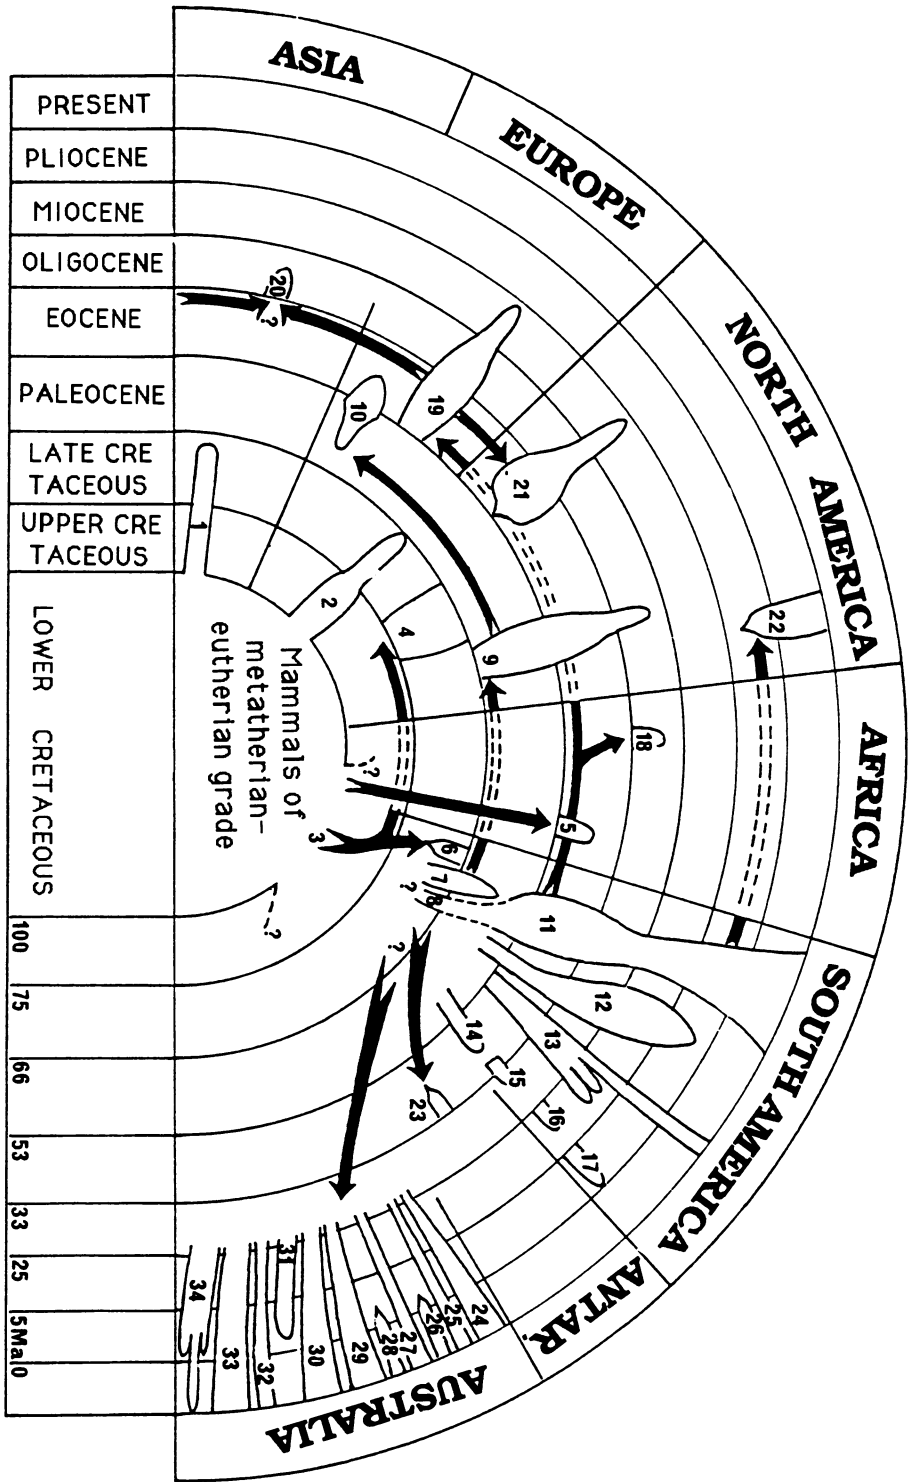 ASIA
EUROPE
NORTH AMERICA
AFRICA
SOUTH AMERICA
ANTAR.
AUSTRALIA
PRESENT
PLIOCENE
MIOCENE
OLIGOCENE
EOCENE
PALEOCENE
LATE CRE
TACEOUS
UPPER CRE
TACEOUS
LOWER CRETACEOUS
100
75
66
53
33
25
5Ma
0
Mammals of
metatherian-
eutherian grade
1
2
3
4
5
6
7
8
9
10
11
12
13
14
15
16
17
18
19
20
?
21
22
23
24
25
26
27
28
29
30
31
32
33
34
?
?
?
?